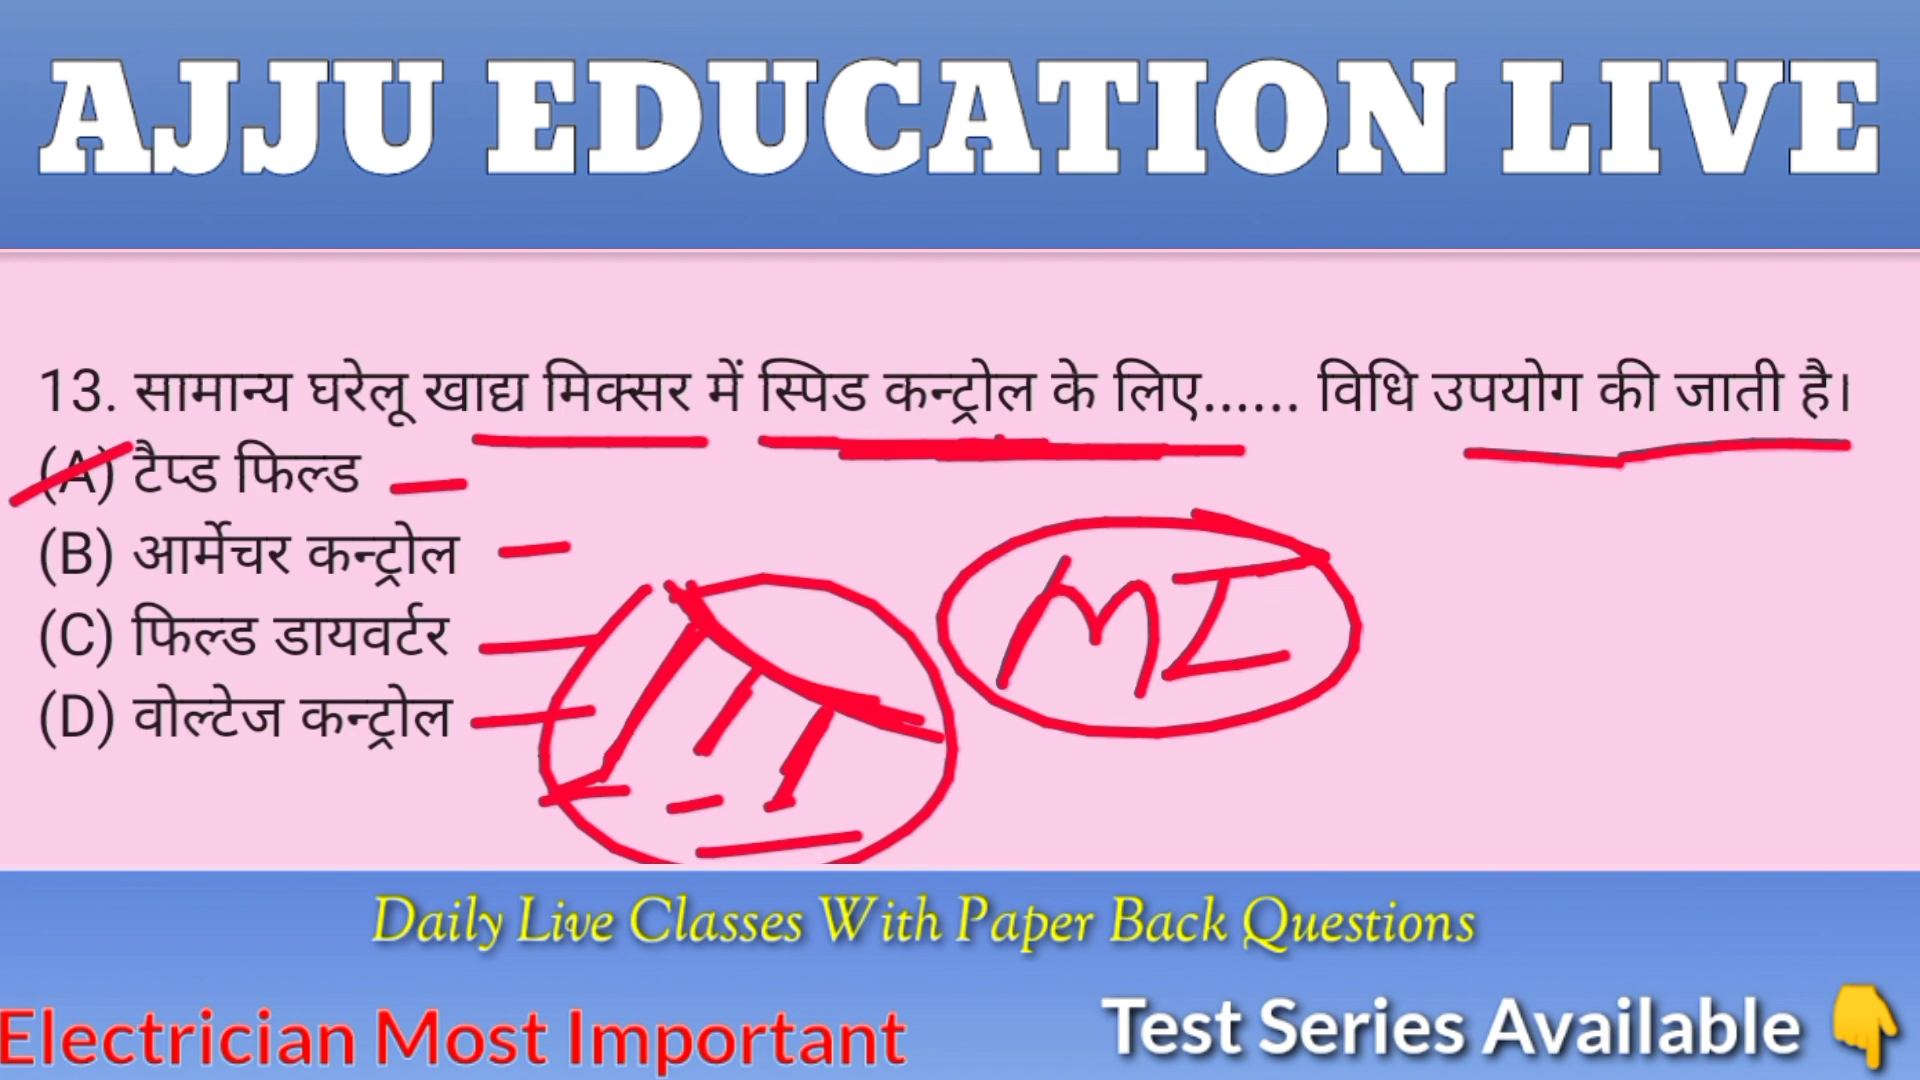 AJJU EDUCATION LIVE
13. सामान्य घरेलू खाद्य मिक्सर में स्पिड कन्ट्रोल के लिए...... विधि उपयोग की जाती है।
(A) टैप्ड फिल्ड
(B) आर्मेचर कन्ट्रोल
(C) फिल्ड डायवर्टर
(D) वोल्टेज कन्ट्रोल
MI
Daily Live Classes With Paper Back Questions
Electrician Most Important
Test Series Available 👇